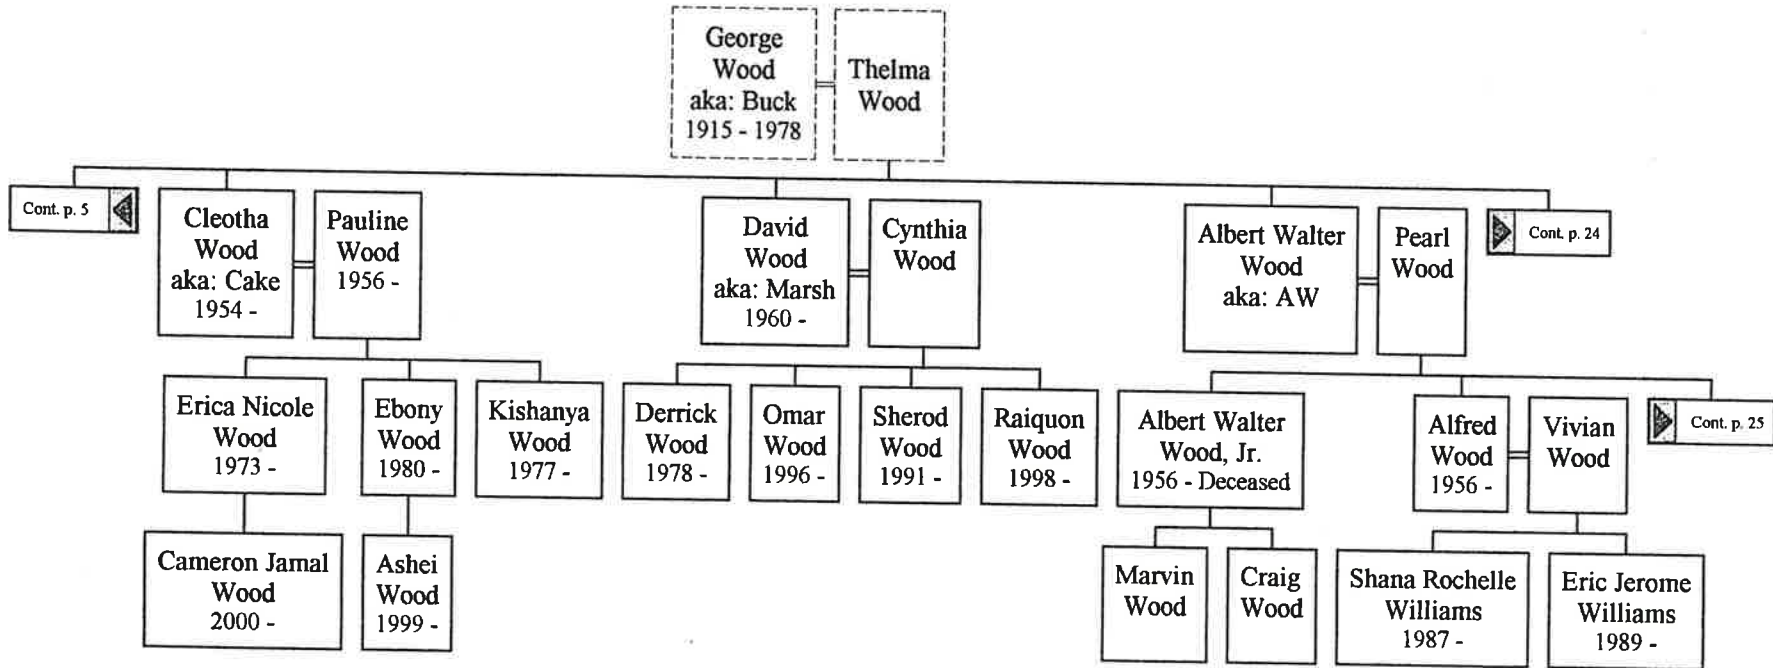 George
Wood
aka: Buck
1915 - 1978
Thelma
Wood
Cont. p. 5
Cleotha
Wood
aka: Cake
1954 -
Pauline
Wood
1956 -
David
Wood
aka: Marsh
1960 -
Cynthia
Wood
Albert Walter
Wood
aka: AW
Pearl
Wood
Cont. p. 24
Erica Nicole
Wood
1973 -
Ebony
Wood
1980 -
Kishanya
Wood
1977 -
Derrick
Wood
1978 -
Omar
Wood
1996 -
Sherod
Wood
1991 -
Raiquon
Wood
1998 -
Albert Walter
Wood, Jr.
1956 - Deceased
Alfred
Wood
1956 -
Vivian
Wood
Cont. p. 25
Cameron Jamal
Wood
2000 -
Ashei
Wood
1999 -
Marvin
Wood
Craig
Wood
Shana Rochelle
Williams
1987 -
Eric Jerome
Williams
1989 -